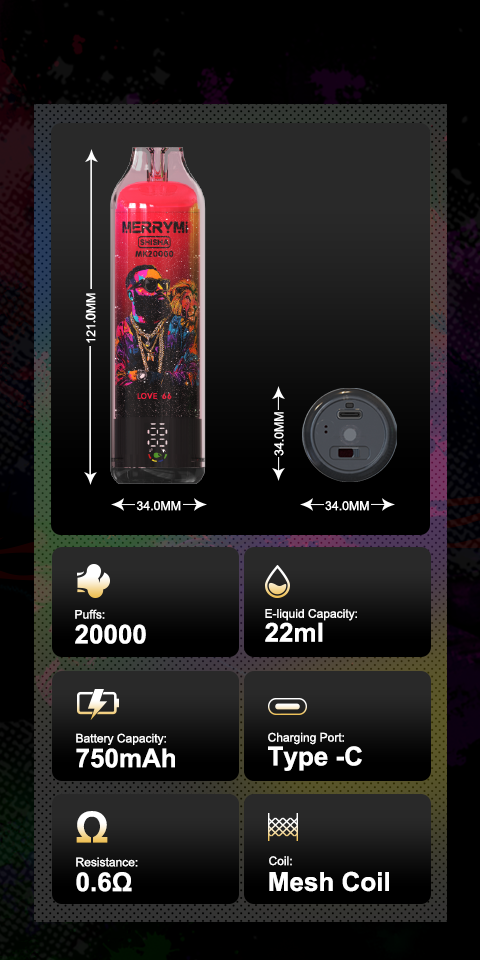 MERRYMI
SHISHA
MK20000
LOVE 66
121.0MM
34.0MM
34.0MM
34.0MM
Puffs:
20000
E-liquid Capacity:
22ml
Battery Capacity:
750mAh
Charging Port:
Type -C
Resistance:
0.6Ω
Coil:
Mesh Coil